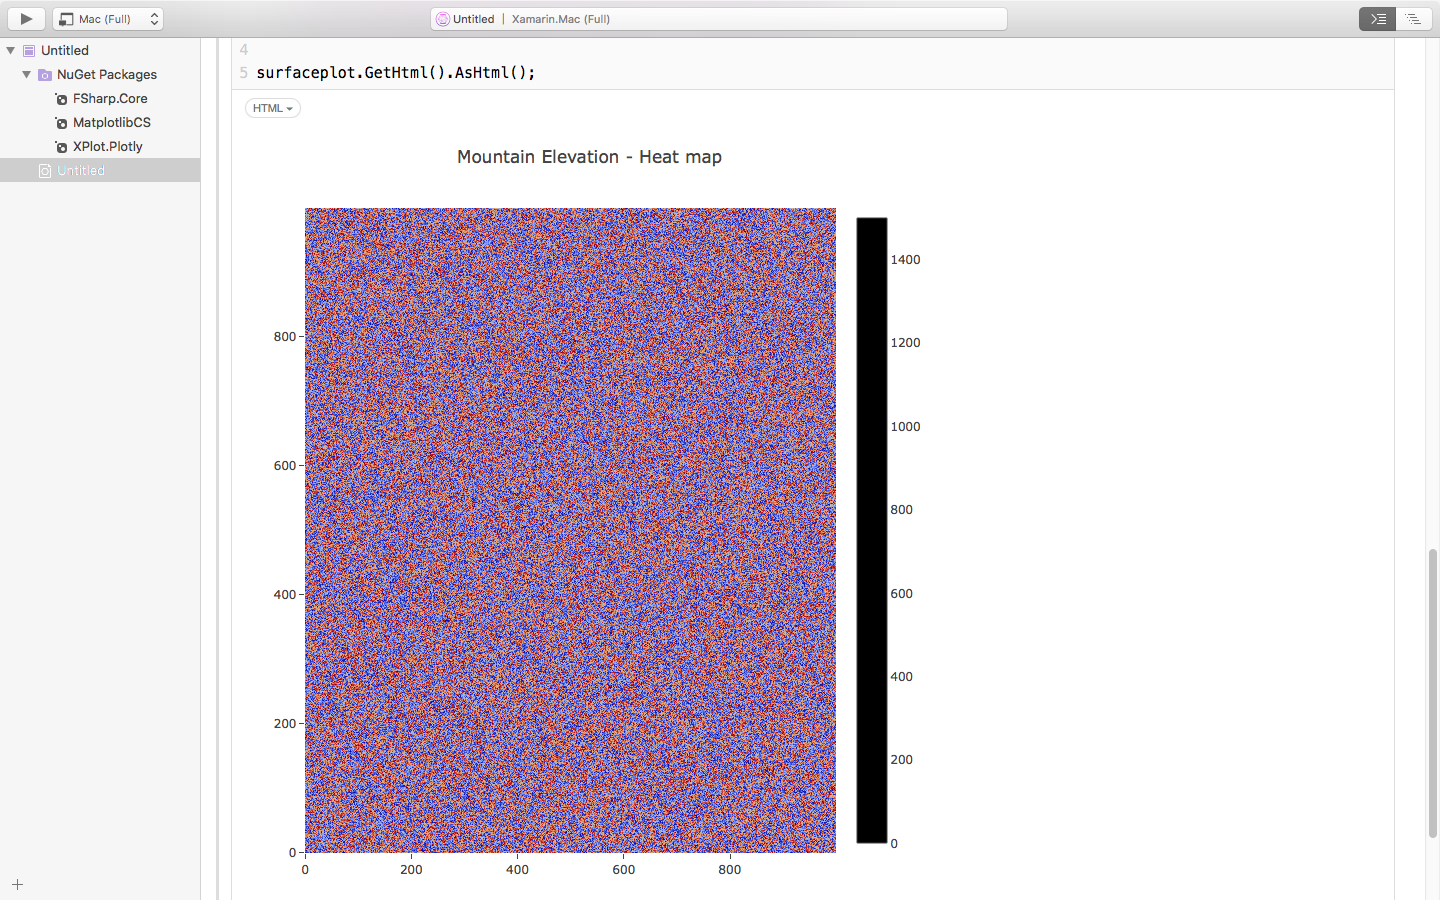 Mac (Full)
Untitled | Xamarin.Mac (Full)
Untitled
NuGet Packages
FSharp.Core
MatplotlibCS
XPlot.Plotly
Untitled
4
5 surfaceplot.GetHtml().AsHtml();
HTML
Mountain Elevation - Heat map
800
600
400
200
0
0 200 400 600 800
1400
1200
1000
800
600
400
200
0